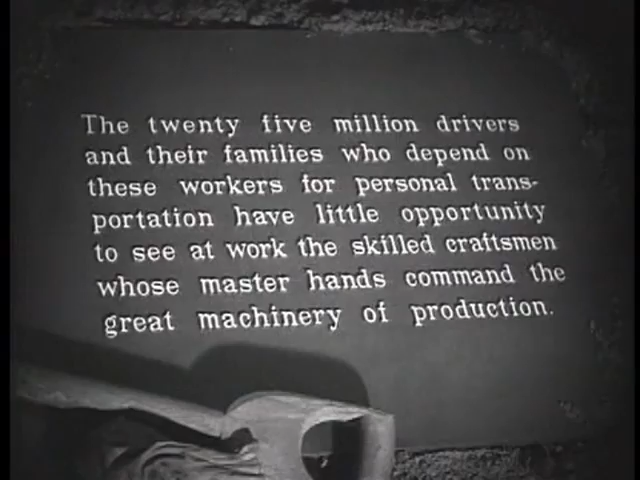 The twenty five million drivers
and their families who depend on
these workers for personal trans-
portation have little opportunity
to see at work the skilled craftsmen
whose master hands command the
great machinery of production.